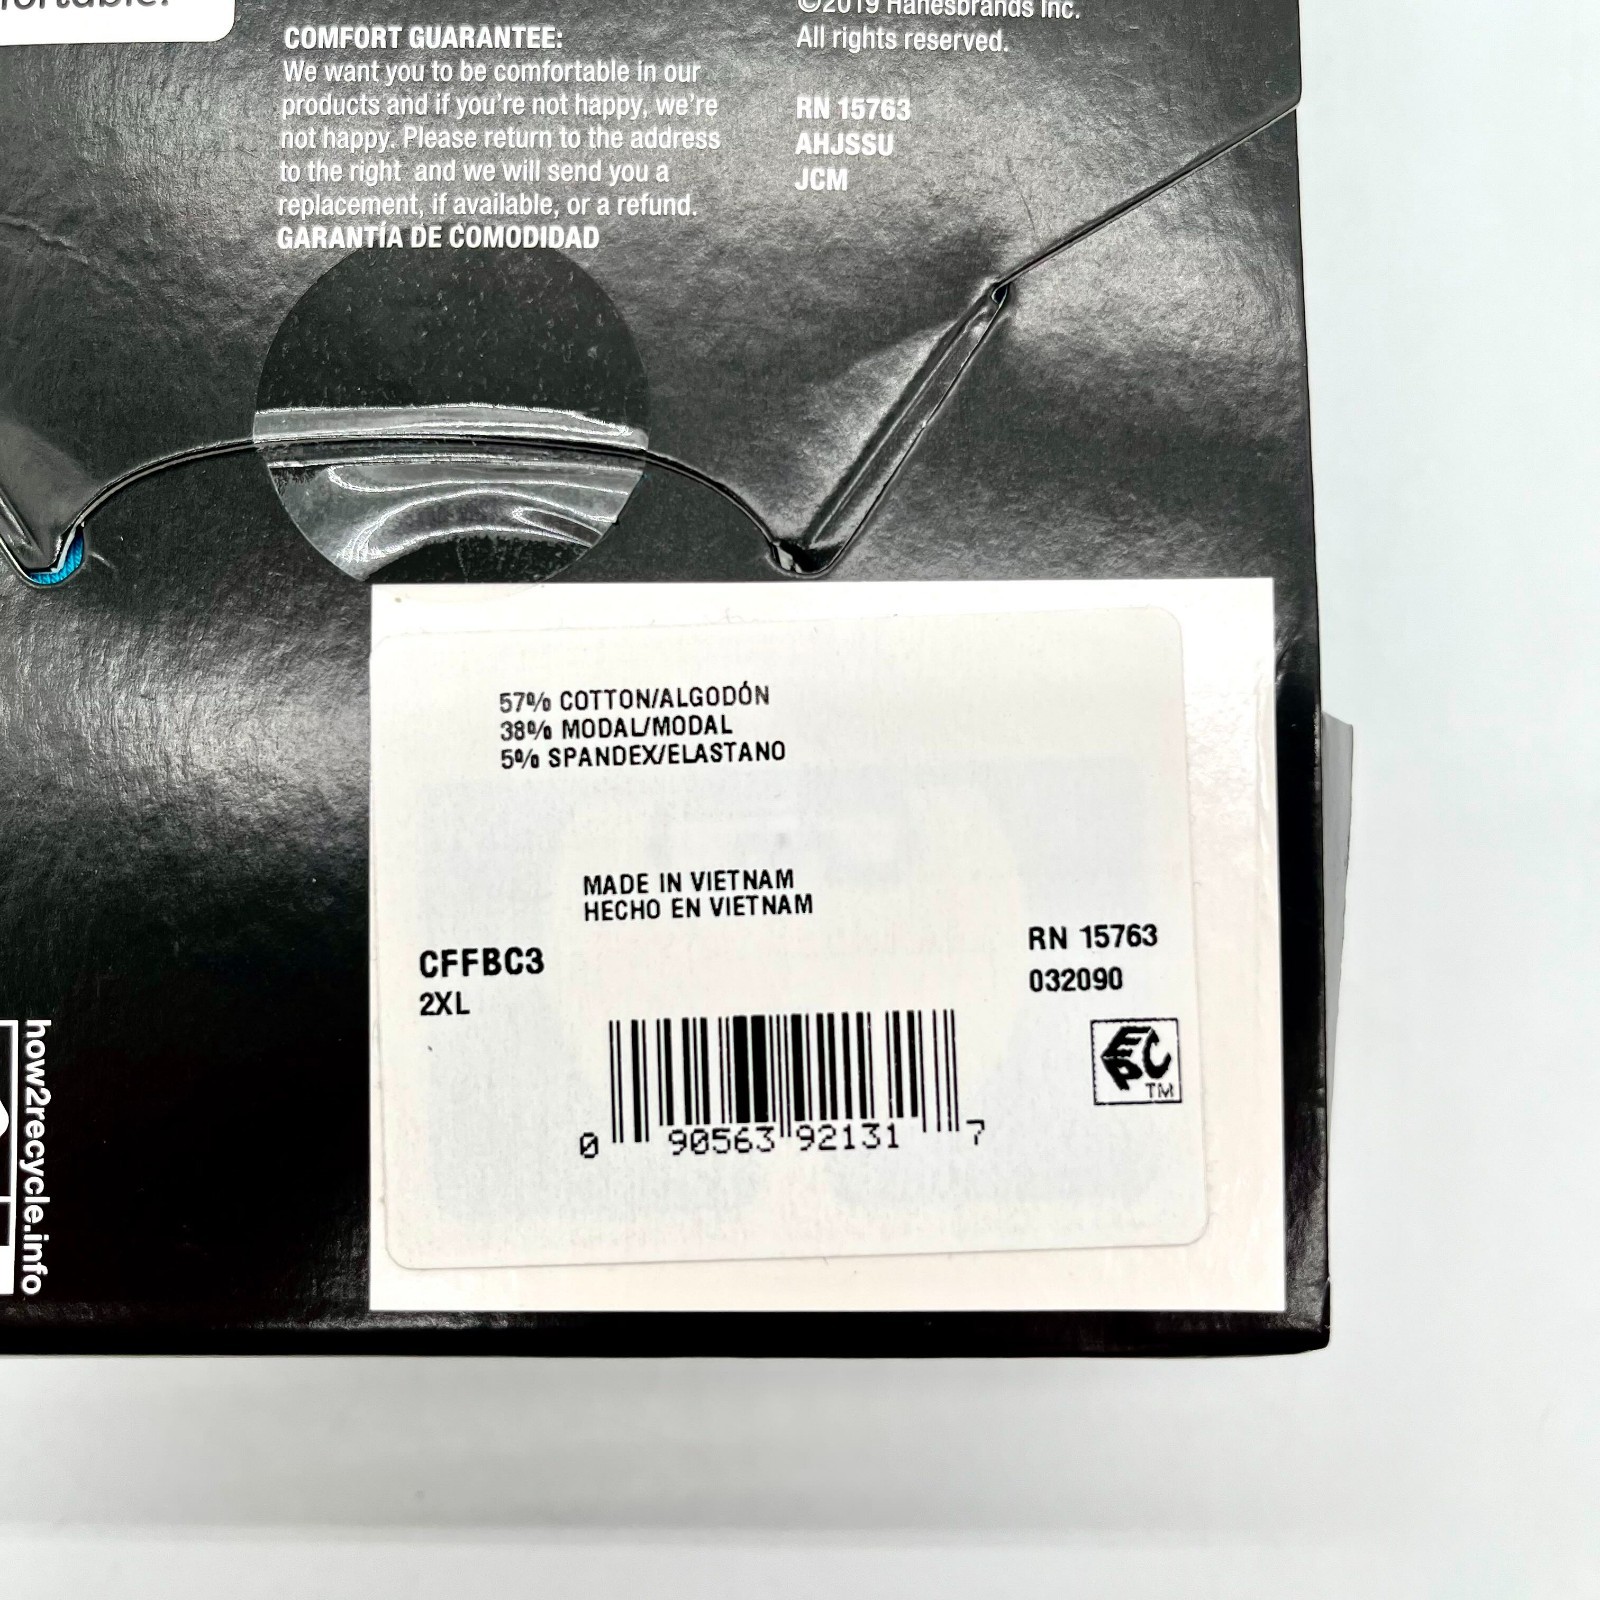 COMFORT GUARANTEE:
We want you to be comfortable in our
products and if you're not happy, we're
not happy. Please return to the address
to the right and we will send you a
replacement, if available, or a refund.
GARANTÍA DE COMODIDAD
©2019 Hanesbrands Inc.
All rights reserved.
RN 15763
AHJSSU
JCM
57% COTTON/ALGODÓN
38% MODAL/MODAL
5% SPANDEX/ELASTANO
MADE IN VIETNAM
HECHO EN VIETNAM
CFFBC3
2XL
RN 15763
032090
EPC
TM
0 90563 92131 7
how2recycle.info